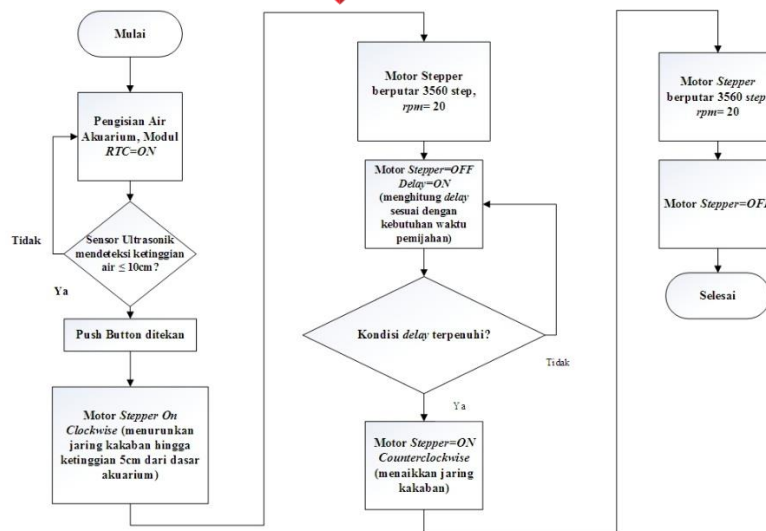 Mulai
Pengisian Air
Akuarium, Modul
RTC=ON
Tidak
Sensor Ultrasonik
mendeteksi ketinggian
air ≤ 10cm?
Ya
Push Button ditekan
Motor Stepper On
Clockwise (menurunkan
jaring kakaban hingga
ketinggian 5cm dari dasar
akuarium)
Motor Stepper
berputar 3560 step,
rpm= 20
Motor Stepper=OFF
Delay=ON
(menghitung delay
sesuai dengan
kebutuhan waktu
pemijahan)
Kondisi delay terpenuhi?
Tidak
Ya
Motor Stepper=ON
Counterclockwise
(menaikkan jaring
kakaban)
Motor Stepper
berputar 3560 step
rpm= 20
Motor Stepper=OFF
Selesai